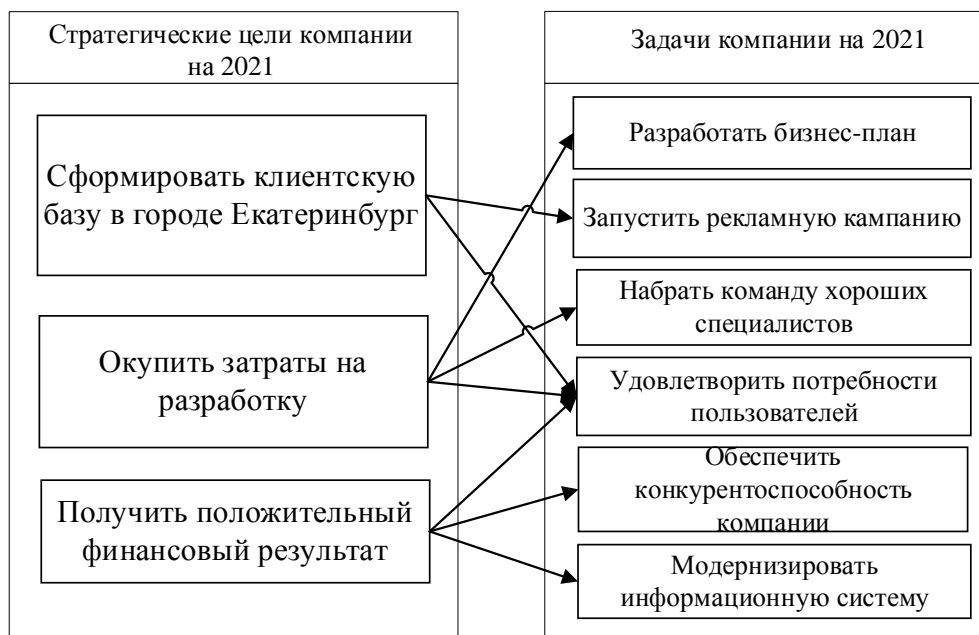 Стратегические цели компании
на 2021
Сформировать клиентскую
базу в городе Екатеринбург
Окупить затраты на
разработку
Получить положительный
финансовый результат
Задачи компании на 2021
Разработать бизнес-план
Запустить рекламную кампанию
Набрать команду хороших
специалистов
Удовлетворить потребности
пользователей
Обеспечить
конкурентоспособность
компании
Модернизировать
информационную систему